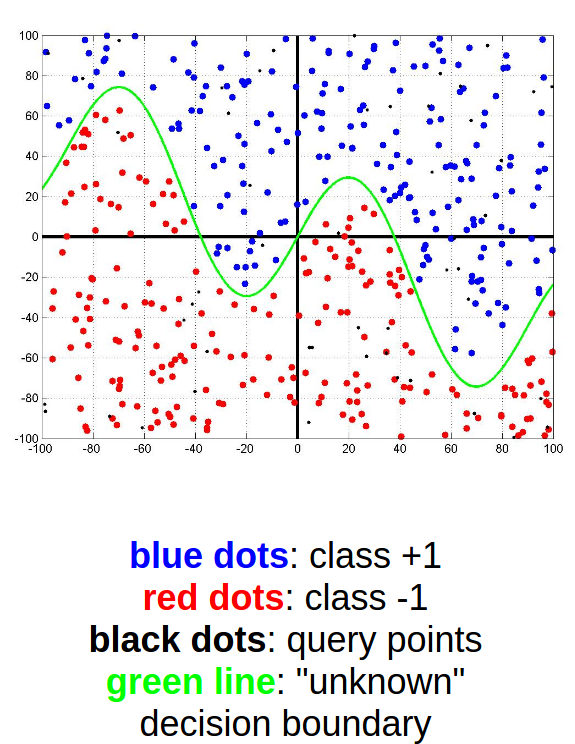 100
80
60
40
20
0
-20
-40
-60
-80
-100
-100 -80 -60 -40 -20 0 20 40 60 80 100
blue dots: class +1
red dots: class -1
black dots: query points
green line: "unknown"
decision boundary